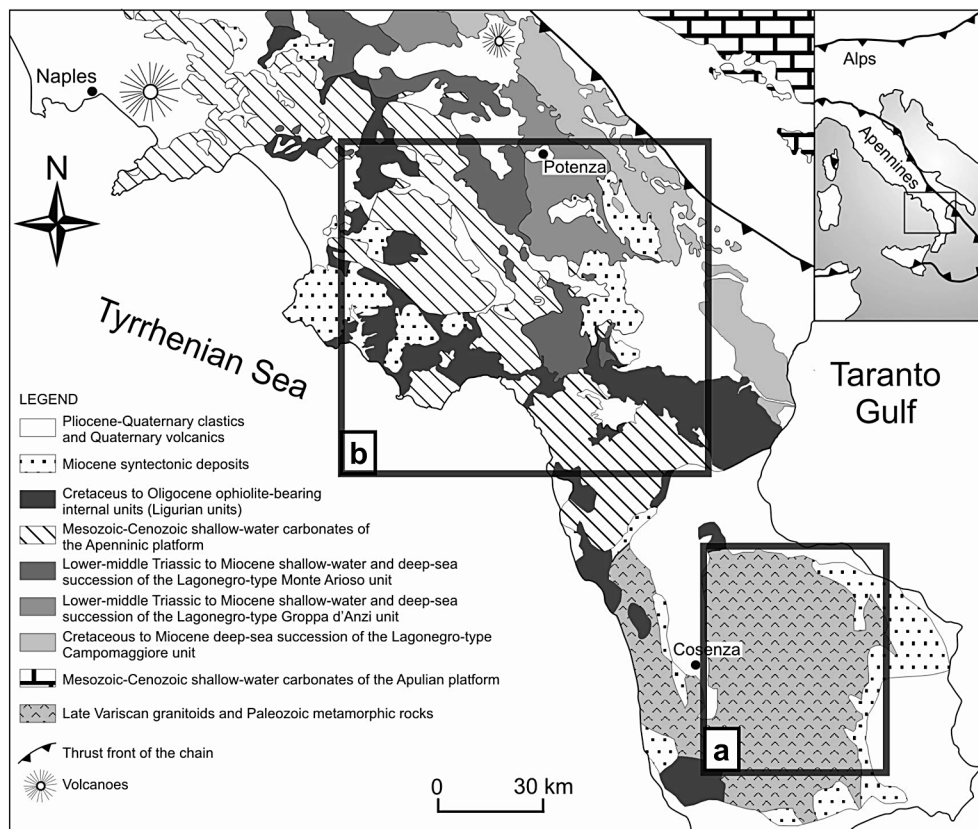 Naples
N
Potenza
Alps
Apennines
Tyrrhenian Sea
Taranto
Gulf
LEGEND
Pliocene-Quaternary clastics
and Quaternary volcanics
Miocene syntectonic deposits
Cretaceus to Oligocene ophiolite-bearing
internal units (Ligurian units)
Mesozoic-Cenozoic shallow-water carbonates of
the Apenninic platform
Lower-middle Triassic to Miocene shallow-water and deep-sea
succession of the Lagonegro-type Monte Arioso unit
Lower-middle Triassic to Miocene shallow-water and deep-sea
succession of the Lagonegro-type Groppa d'Anzi unit
Cretaceous to Miocene deep-sea succession of the Lagonegro-type
Campomaggiore unit
Mesozoic-Cenozoic shallow-water carbonates of the Apulian platform
Late Variscan granitoids and Paleozoic metamorphic rocks
Thrust front of the chain
Volcanoes
b
Cosenza
a
0 30 km